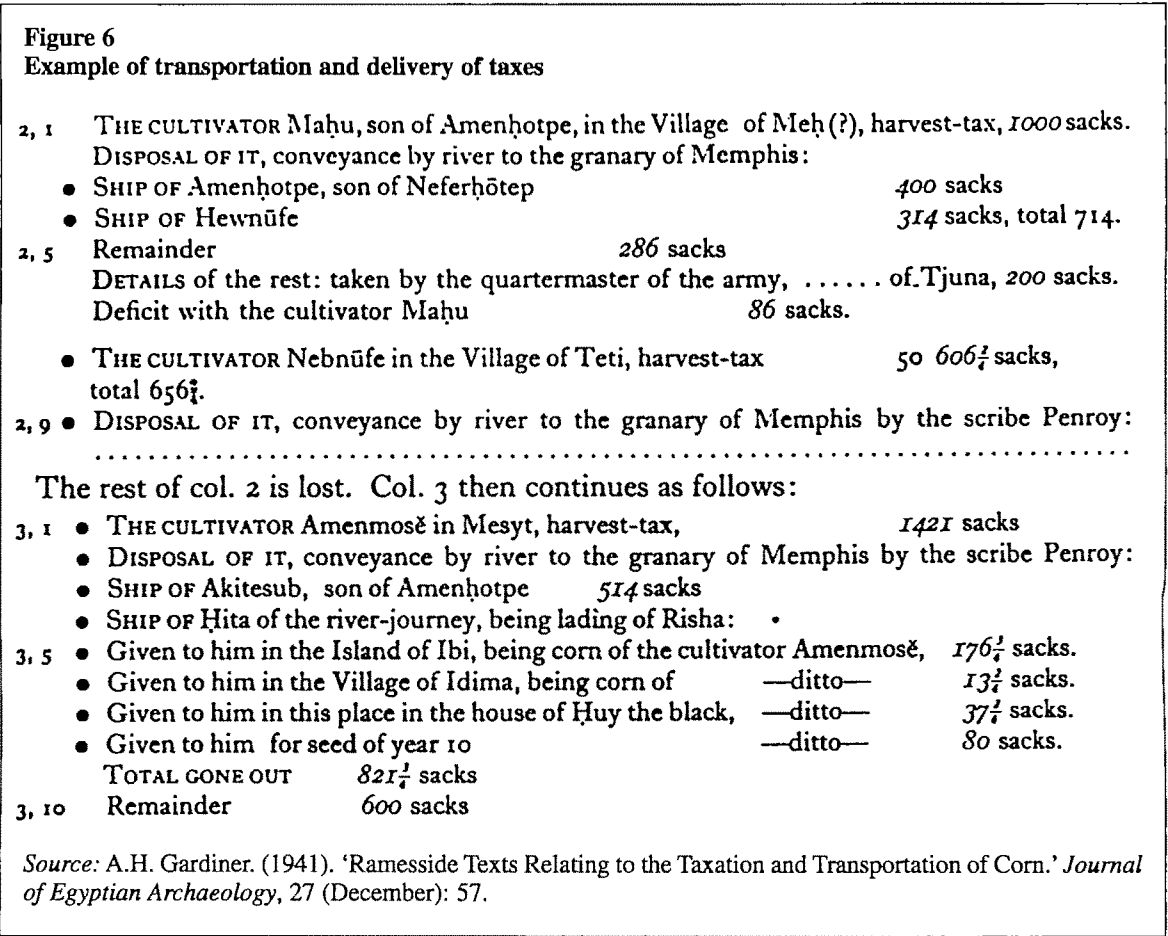 Figure 6
Example of transportation and delivery of taxes
2, 1 THE CULTIVATOR Maḥu, son of Amenḥotpe, in the Village of Meḥ (?), harvest-tax, 1000 sacks.
DISPOSAL OF IT, conveyance by river to the granary of Memphis:
• SHIP OF Amenḥotpe, son of Neferḥōtep 400 sacks
• SHIP OF Hewnūfe 314 sacks, total 714.
2, 5 Remainder 286 sacks
DETAILS of the rest: taken by the quartermaster of the army, ...... of Tjuna, 200 sacks.
Deficit with the cultivator Maḥu 86 sacks.
• THE CULTIVATOR Nebnūfe in the Village of Teti, harvest-tax 50 606¼ sacks,
total 656¾.
2, 9 • DISPOSAL OF IT, conveyance by river to the granary of Memphis by the scribe Penroy:
................................................................................
The rest of col. 2 is lost. Col. 3 then continues as follows:
3, 1 • THE CULTIVATOR Amenmosĕ in Mesyt, harvest-tax, 1421 sacks
• DISPOSAL OF IT, conveyance by river to the granary of Memphis by the scribe Penroy:
• SHIP OF Akitesub, son of Amenḥotpe 514 sacks
• SHIP OF Ḥita of the river-journey, being lading of Risha: •
3, 5 • Given to him in the Island of Ibi, being corn of the cultivator Amenmosĕ, 176¼ sacks.
• Given to him in the Village of Idima, being corn of —ditto— 13¼ sacks.
• Given to him in this place in the house of Ḥuy the black, —ditto— 37¼ sacks.
• Given to him for seed of year 10 —ditto— 80 sacks.
TOTAL GONE OUT 821¼ sacks
3, 10 Remainder 600 sacks
Source: A.H. Gardiner. (1941). 'Ramesside Texts Relating to the Taxation and Transportation of Corn.' Journal
of Egyptian Archaeology, 27 (December): 57.